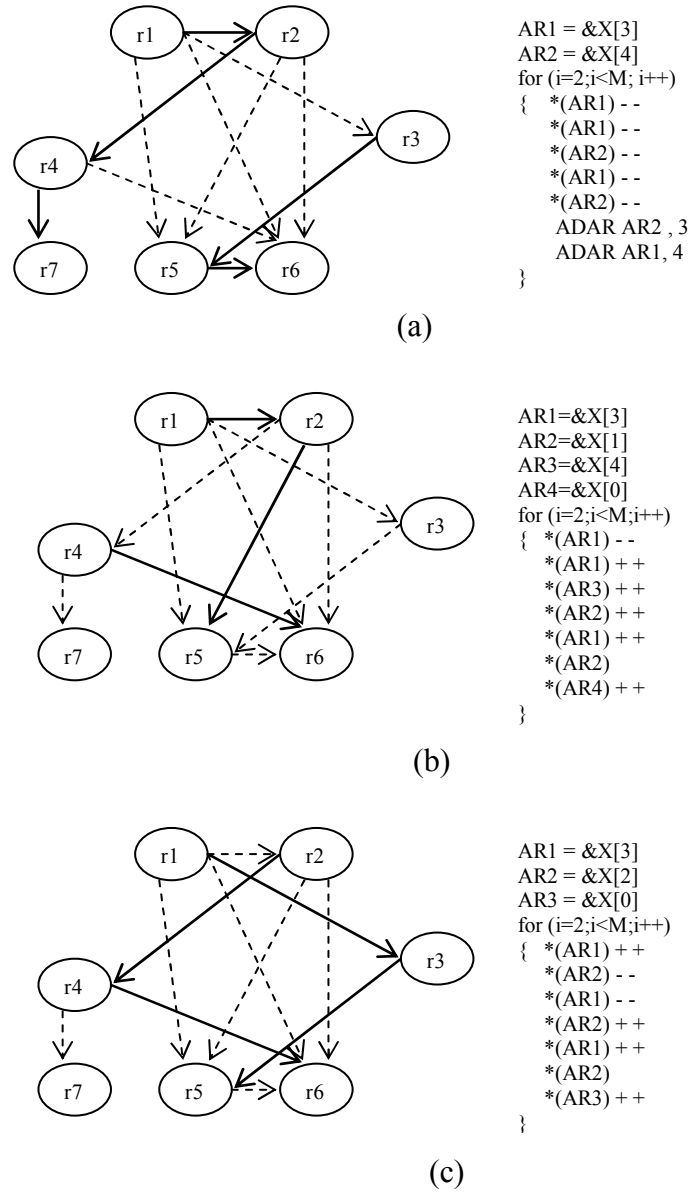 r1
r2
r3
r4
r7
r5
r6
AR1 = &X[3]
AR2 = &X[4]
for (i=2;i<M; i++)
{ *(AR1) - -
*(AR1) - -
*(AR2) - -
*(AR1) - -
*(AR2) - -
ADAR AR2 , 3
ADAR AR1, 4
}
(a)
r1
r2
r3
r4
r7
r5
r6
AR1=&X[3]
AR2=&X[1]
AR3=&X[4]
AR4=&X[0]
for (i=2;i<M;i++)
{ *(AR1) - -
*(AR1) + +
*(AR3) + +
*(AR2) + +
*(AR1) + +
*(AR2)
*(AR4) + +
}
(b)
r1
r2
r3
r4
r7
r5
r6
AR1 = &X[3]
AR2 = &X[2]
AR3 = &X[0]
for (i=2;i<M;i++)
{ *(AR1) + +
*(AR2) - -
*(AR1) - -
*(AR2) + +
*(AR1) + +
*(AR2)
*(AR3) + +
}
(c)